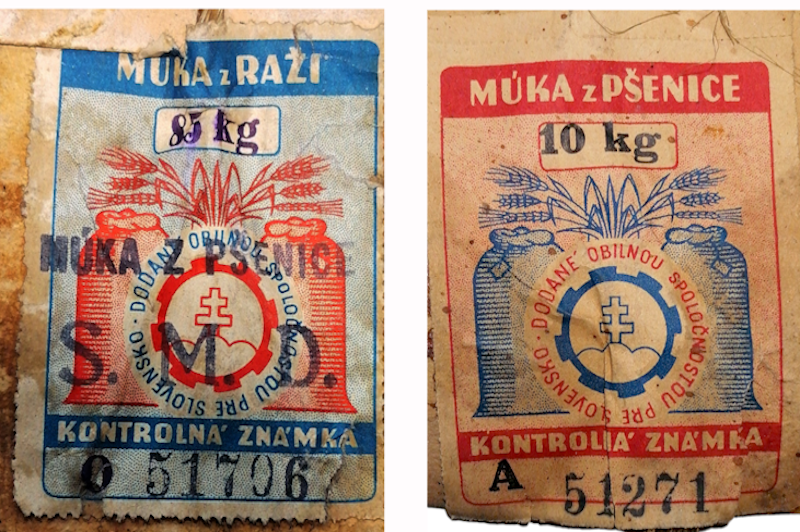 MÚKA Z RAŽI
85 kg
DODANÉ OBILNOU SPOLOČNOSTOU PRE SLOVENSKO
MÚKA Z PŠENICE
S. M. D.
KONTROLNÁ ZNÁMKA
O 51706
MÚKA Z PŠENICE
10 kg
DODANÉ OBILNOU SPOLOČNOSTOU PRE SLOVENSKO
KONTROLNÁ ZNÁMKA
A 51271